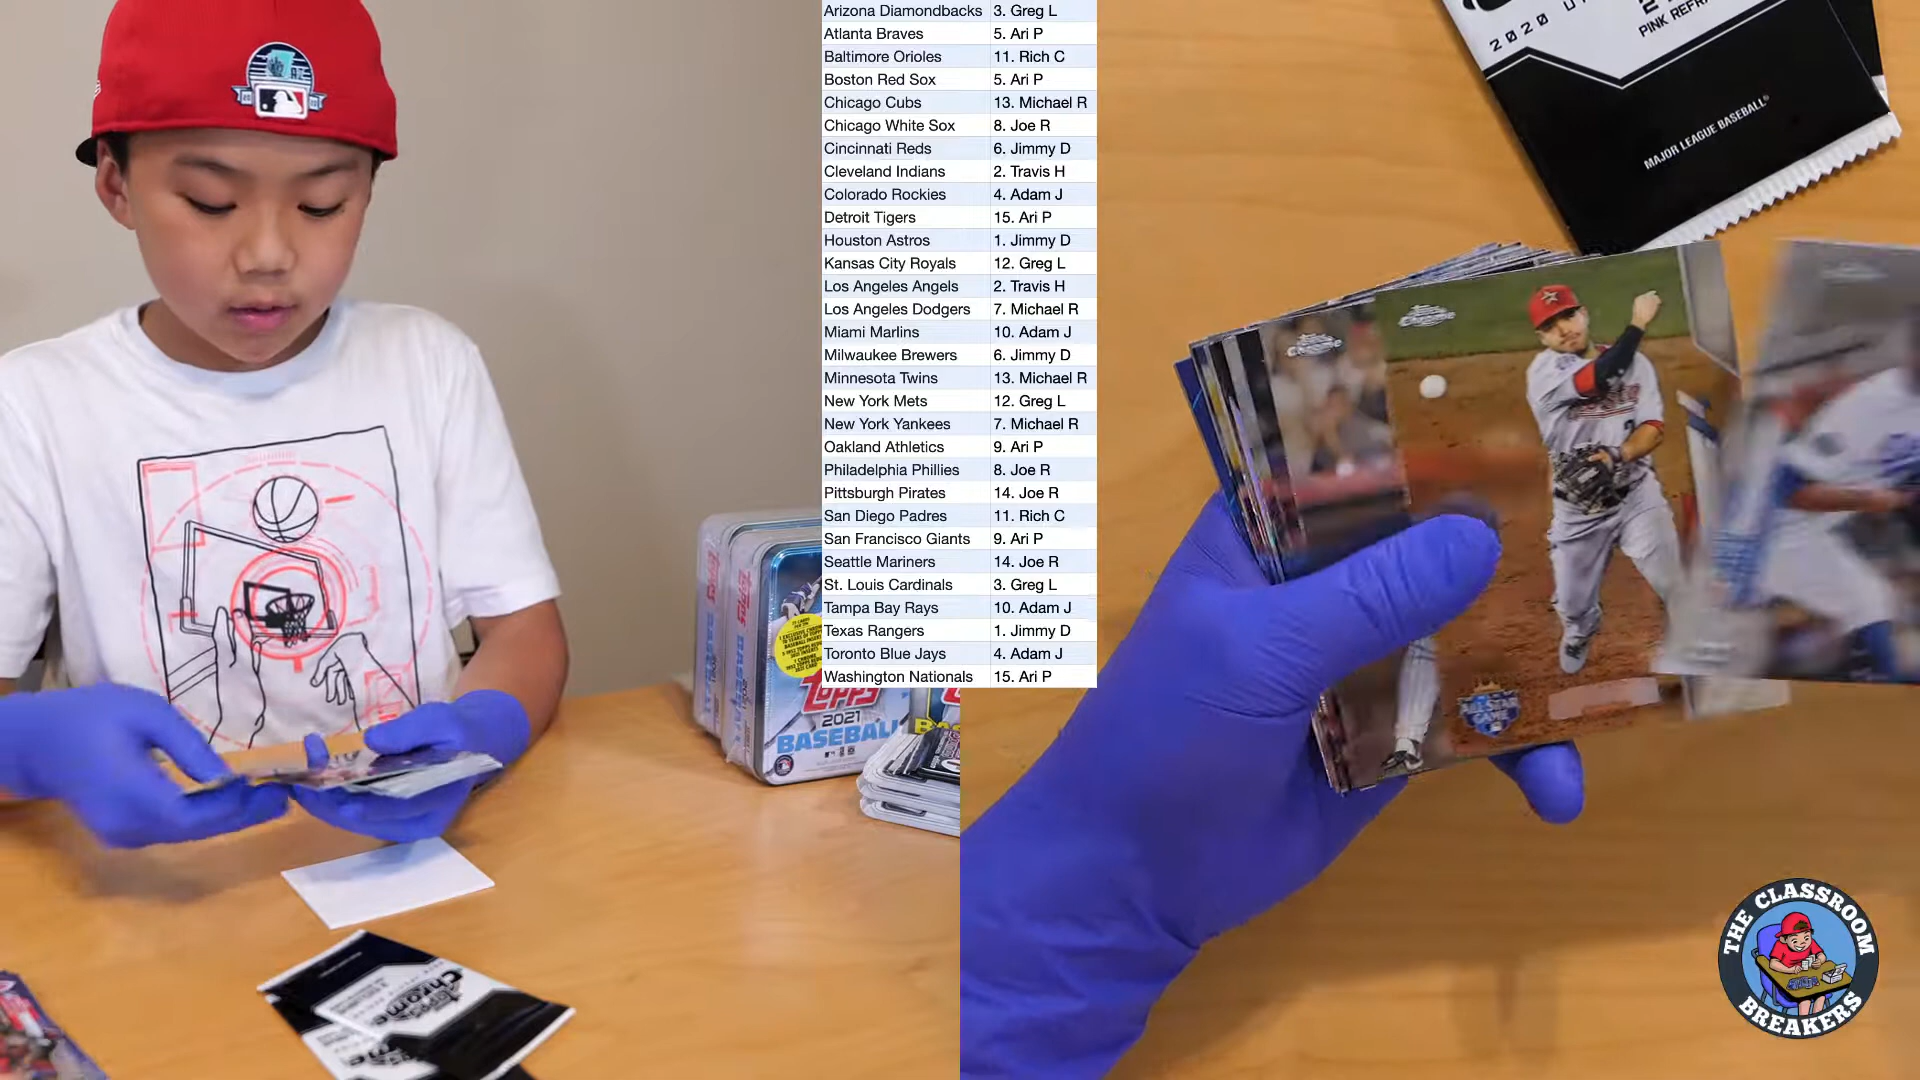 Arizona Diamondbacks 3. Greg L
Atlanta Braves 5. Ari P
Baltimore Orioles 11. Rich C
Boston Red Sox 5. Ari P
Chicago Cubs 13. Michael R
Chicago White Sox 8. Joe R
Cincinnati Reds 6. Jimmy D
Cleveland Indians 2. Travis H
Colorado Rockies 4. Adam J
Detroit Tigers 15. Ari P
Houston Astros 1. Jimmy D
Kansas City Royals 12. Greg L
Los Angeles Angels 2. Travis H
Los Angeles Dodgers 7. Michael R
Miami Marlins 10. Adam J
Milwaukee Brewers 6. Jimmy D
Minnesota Twins 13. Michael R
New York Mets 12. Greg L
New York Yankees 7. Michael R
Oakland Athletics 9. Ari P
Philadelphia Phillies 8. Joe R
Pittsburgh Pirates 14. Joe R
San Diego Padres 11. Rich C
San Francisco Giants 9. Ari P
Seattle Mariners 14. Joe R
St. Louis Cardinals 3. Greg L
Tampa Bay Rays 10. Adam J
Texas Rangers 1. Jimmy D
Toronto Blue Jays 4. Adam J
Washington Nationals 15. Ari P
2020
MAJOR LEAGUE BASEBALL®
Chrome
Chrome
TOPPS
2021
BASEBALL
chrome
THE CLASSROOM
BREAKERS